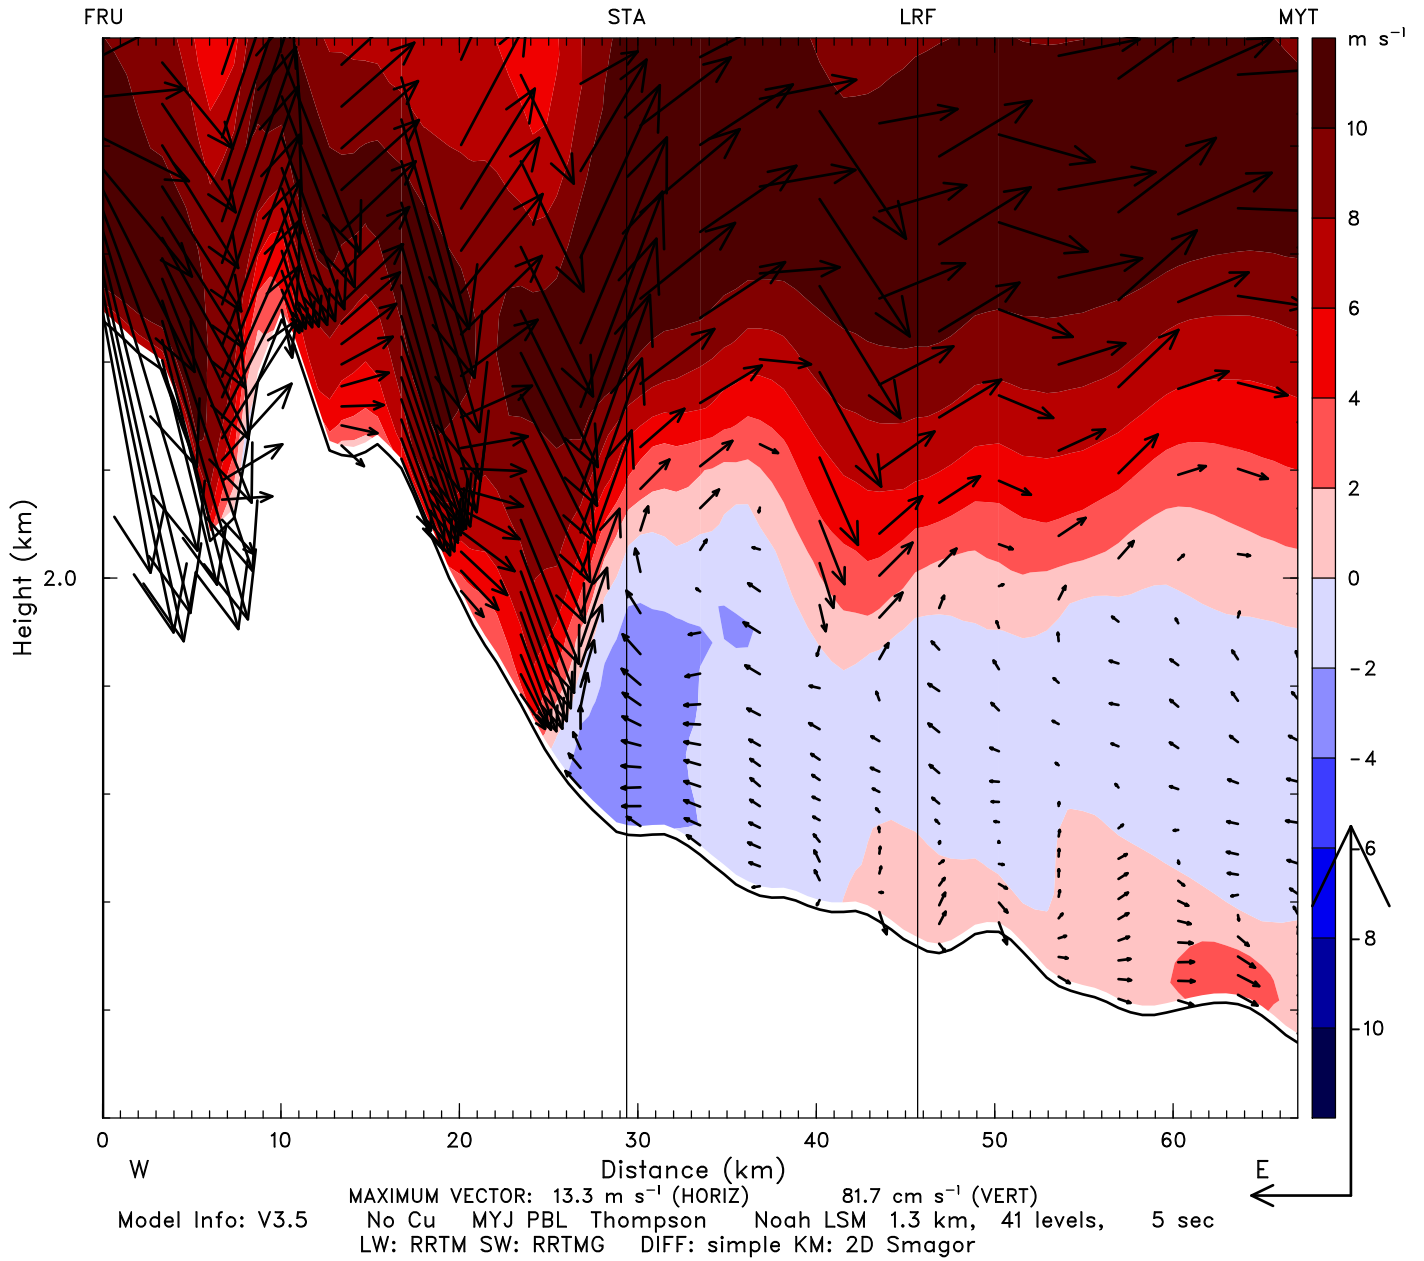 FRU STA LRF MYT
m s⁻¹
10
8
6
4
2
0
-2
-4
-6
-8
-10
Height (km)
2.0
0 10 20 30 40 50 60
W Distance (km) E
MAXIMUM VECTOR: 13.3 m s⁻¹ (HORIZ) 81.7 cm s⁻¹ (VERT)
Model Info: V3.5 No Cu MYJ PBL Thompson Noah LSM 1.3 km, 41 levels, 5 sec
LW: RRTM SW: RRTMG DIFF: simple KM: 2D Smagor